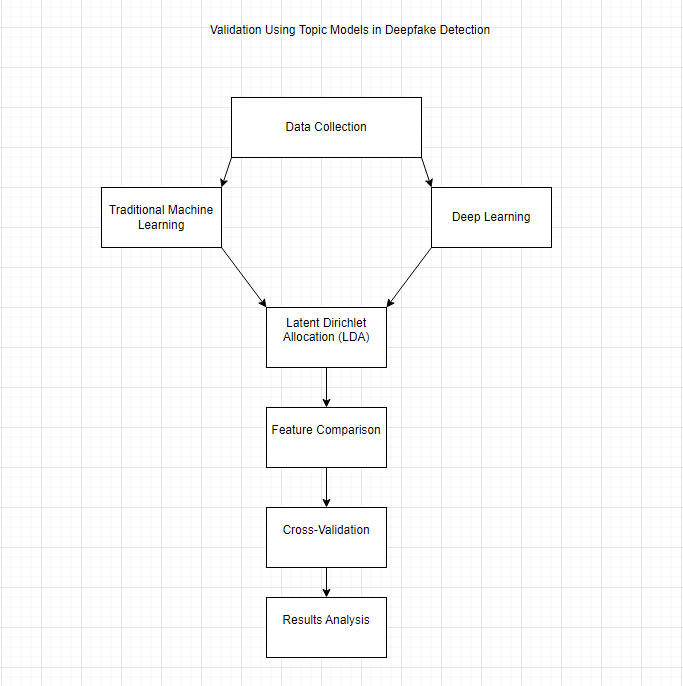 Validation Using Topic Models in Deepfake Detection
Data Collection
Traditional Machine
Learning
Deep Learning
Latent Dirichlet
Allocation (LDA)
Feature Comparison
Cross-Validation
Results Analysis